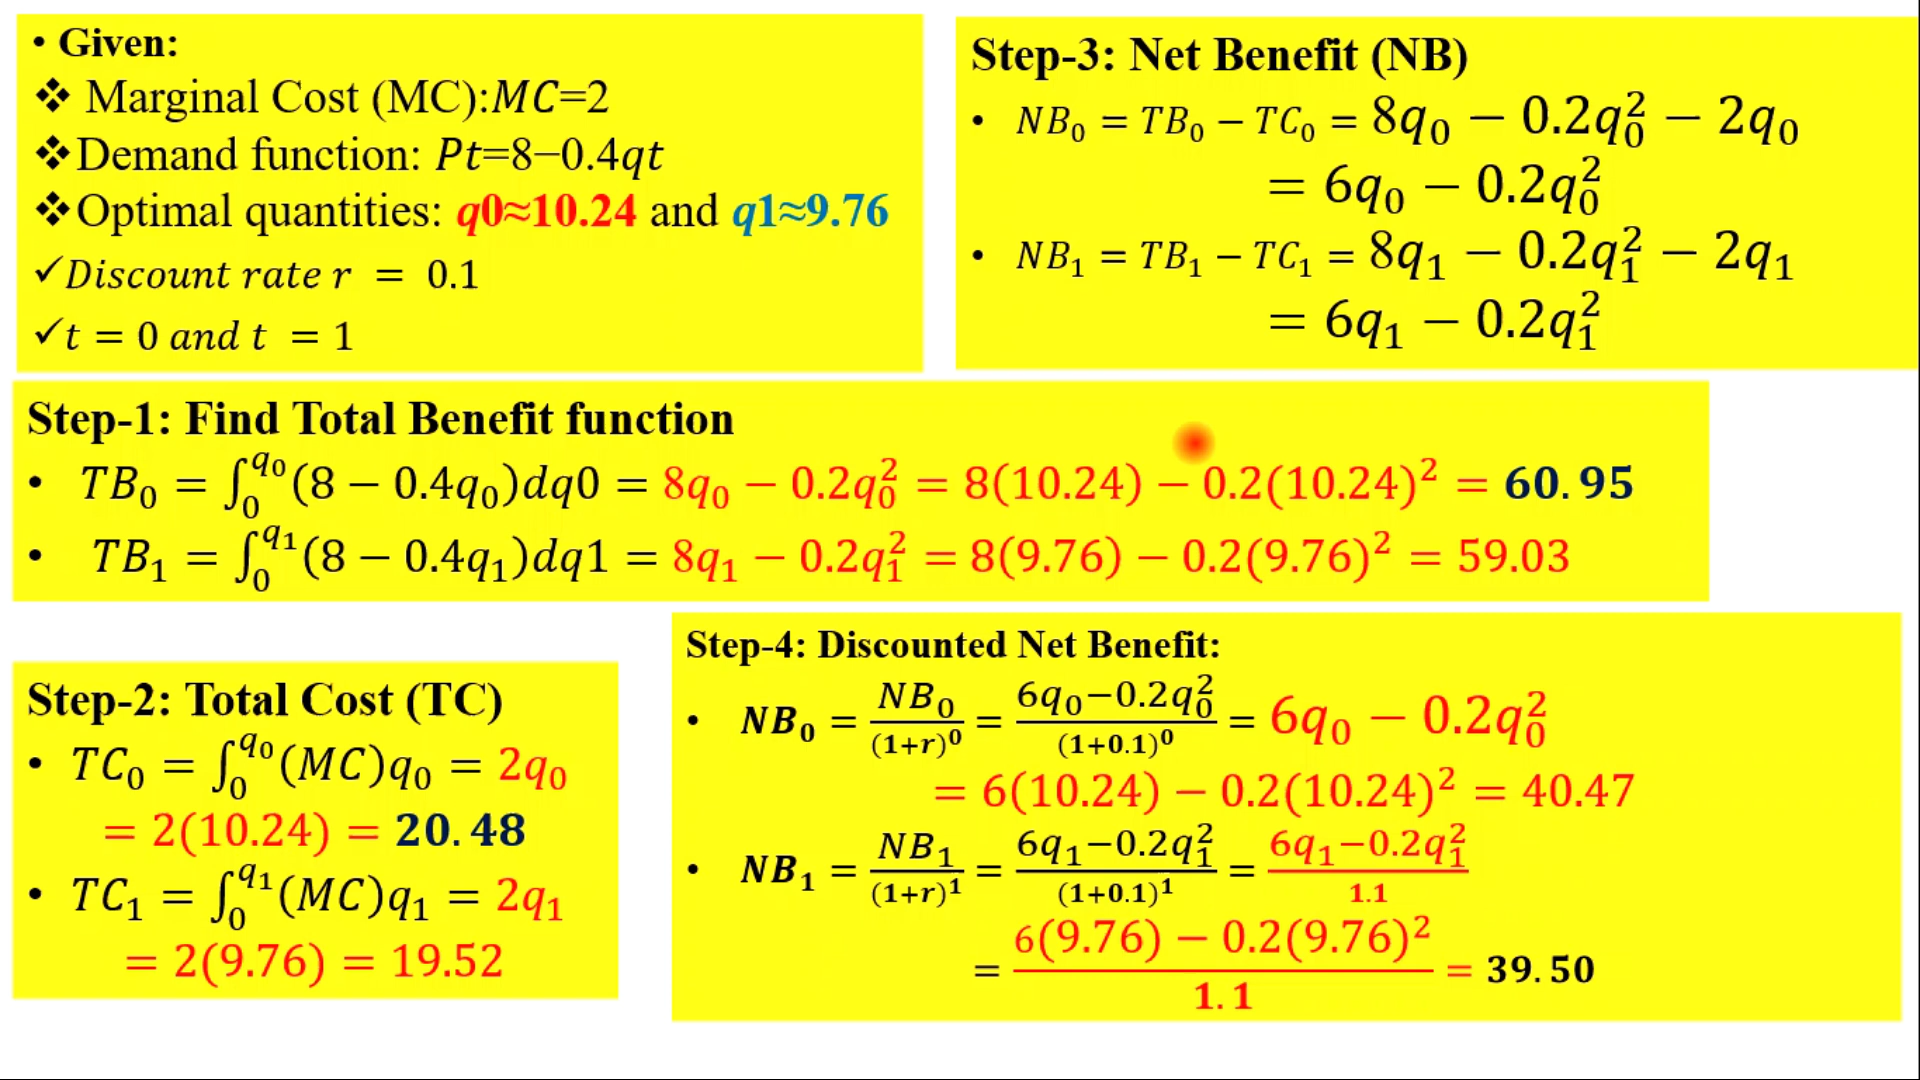 • Given:
❖ Marginal Cost (MC):MC=2
❖Demand function: Pt=8−0.4qt
❖Optimal quantities: q0≈10.24 and q1≈9.76
✓Discount rate r = 0.1
✓t = 0 and t = 1
Step-3: Net Benefit (NB)
• NB₀ = TB₀ − TC₀ = 8q₀ − 0.2q₀² − 2q₀
= 6q₀ − 0.2q₀²
• NB₁ = TB₁ − TC₁ = 8q₁ − 0.2q₁² − 2q₁
= 6q₁ − 0.2q₁²
Step-1: Find Total Benefit function
• TB₀ = ∫₀^q₀ (8 − 0.4q₀)dq0 = 8q₀ − 0.2q₀² = 8(10.24) − 0.2(10.24)² = 60.95
• TB₁ = ∫₀^q₁ (8 − 0.4q₁)dq1 = 8q₁ − 0.2q₁² = 8(9.76) − 0.2(9.76)² = 59.03
Step-2: Total Cost (TC)
• TC₀ = ∫₀^q₀ (MC)q₀ = 2q₀
= 2(10.24) = 20.48
• TC₁ = ∫₀^q₁ (MC)q₁ = 2q₁
= 2(9.76) = 19.52
Step-4: Discounted Net Benefit:
• NB₀ = NB₀/(1+r)⁰ = (6q₀−0.2q₀²)/(1+0.1)⁰ = 6q₀ − 0.2q₀²
= 6(10.24) − 0.2(10.24)² = 40.47
• NB₁ = NB₁/(1+r)¹ = (6q₁−0.2q₁²)/(1+0.1)¹ = (6q₁−0.2q₁²)/1.1
= (6(9.76) − 0.2(9.76)²)/1.1 = 39.50